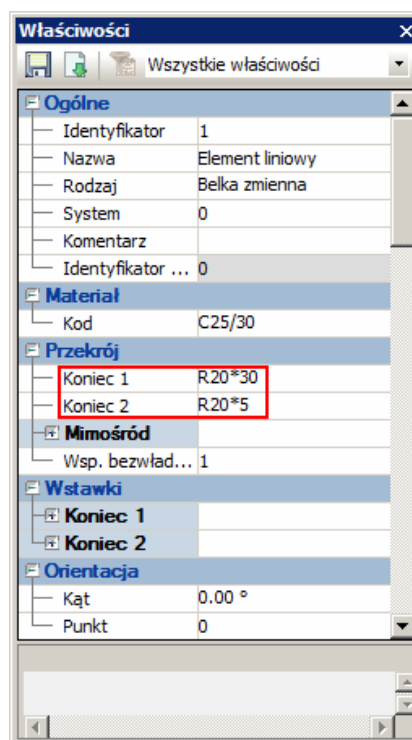 Właściwości
Wszystkie właściwości
Ogólne
Identyfikator 1
Nazwa Element liniowy
Rodzaj Belka zmienna
System 0
Komentarz
Identyfikator ... 0
Materiał
Kod C25/30
Przekrój
Koniec 1 R20*30
Koniec 2 R20*5
Mimośród
Wsp. bezwład... 1
Wstawki
Koniec 1
Koniec 2
Orientacja
Kąt 0.00 °
Punkt 0